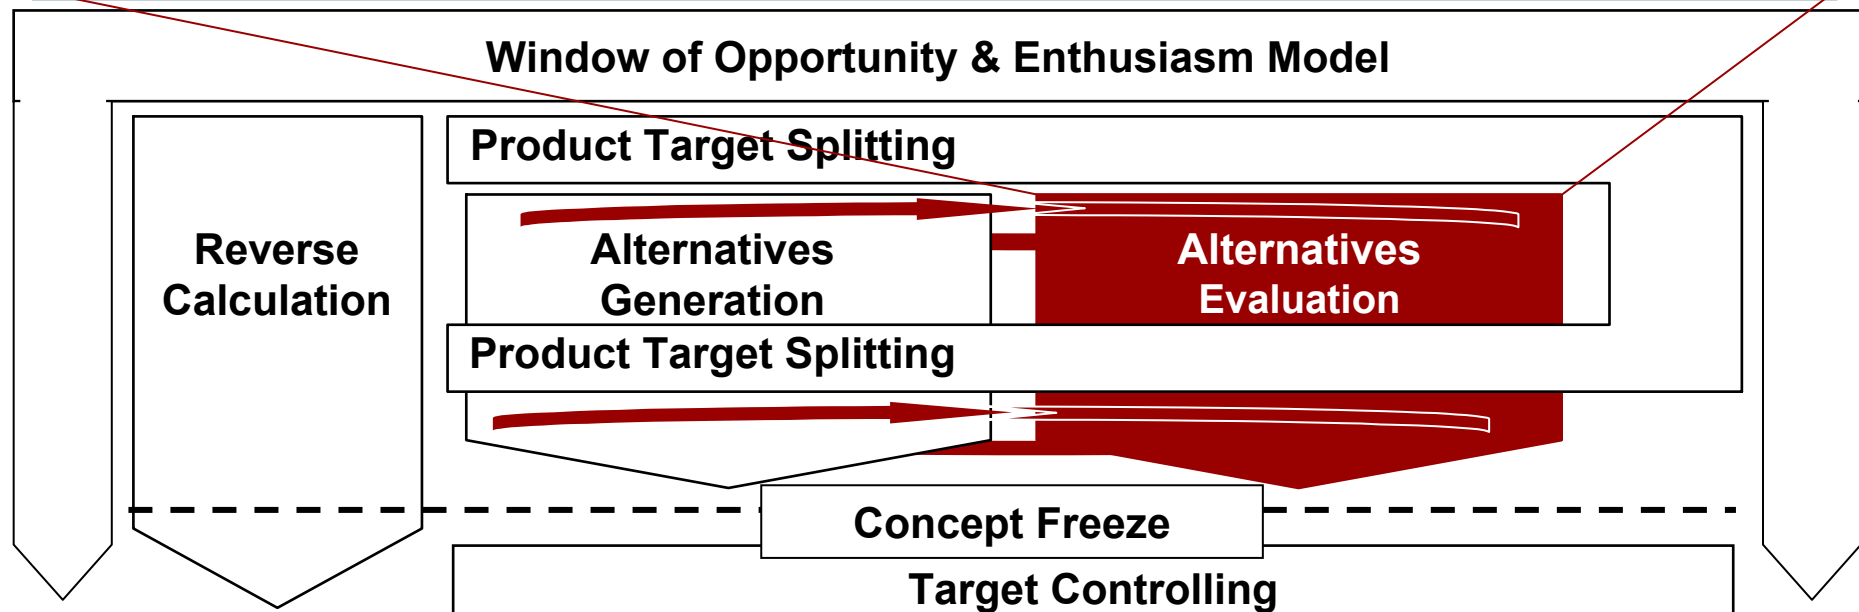 Window of Opportunity & Enthusiasm Model
Product Target Splitting
Reverse
Calculation
Alternatives
Generation
Alternatives
Evaluation
Product Target Splitting
Concept Freeze
Target Controlling